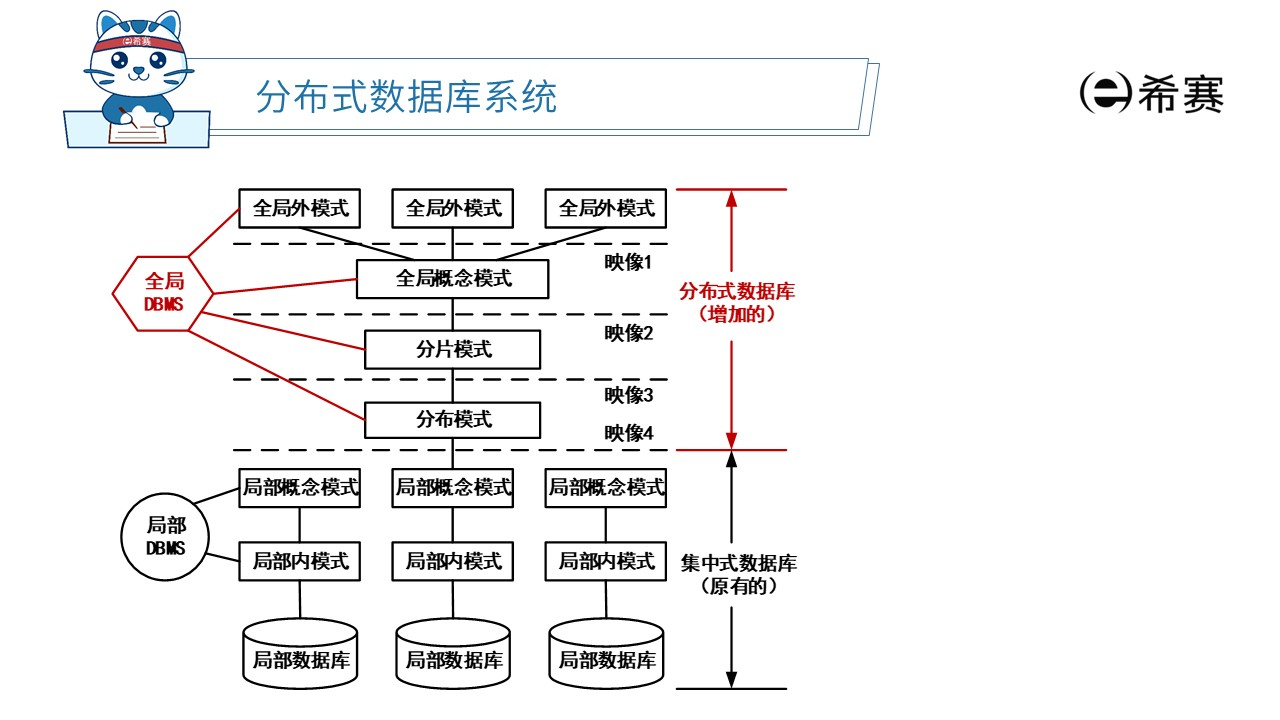 希赛
分布式数据库系统
希赛
全局外模式
全局外模式
全局外模式
映像1
全局
DBMS
全局概念模式
分布式数据库
（增加的）
映像2
分片模式
映像3
分布模式
映像4
局部概念模式
局部概念模式
局部概念模式
局部
DBMS
局部内模式
局部内模式
局部内模式
集中式数据库
（原有的）
局部数据库
局部数据库
局部数据库